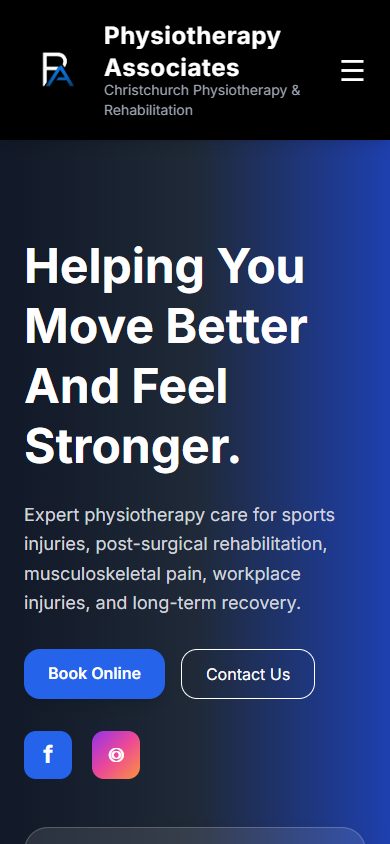 PA
Physiotherapy
Associates
Christchurch Physiotherapy &
Rehabilitation
Helping You
Move Better
And Feel
Stronger.
Expert physiotherapy care for sports
injuries, post-surgical rehabilitation,
musculoskeletal pain, workplace
injuries, and long-term recovery.
Book Online
Contact Us
f